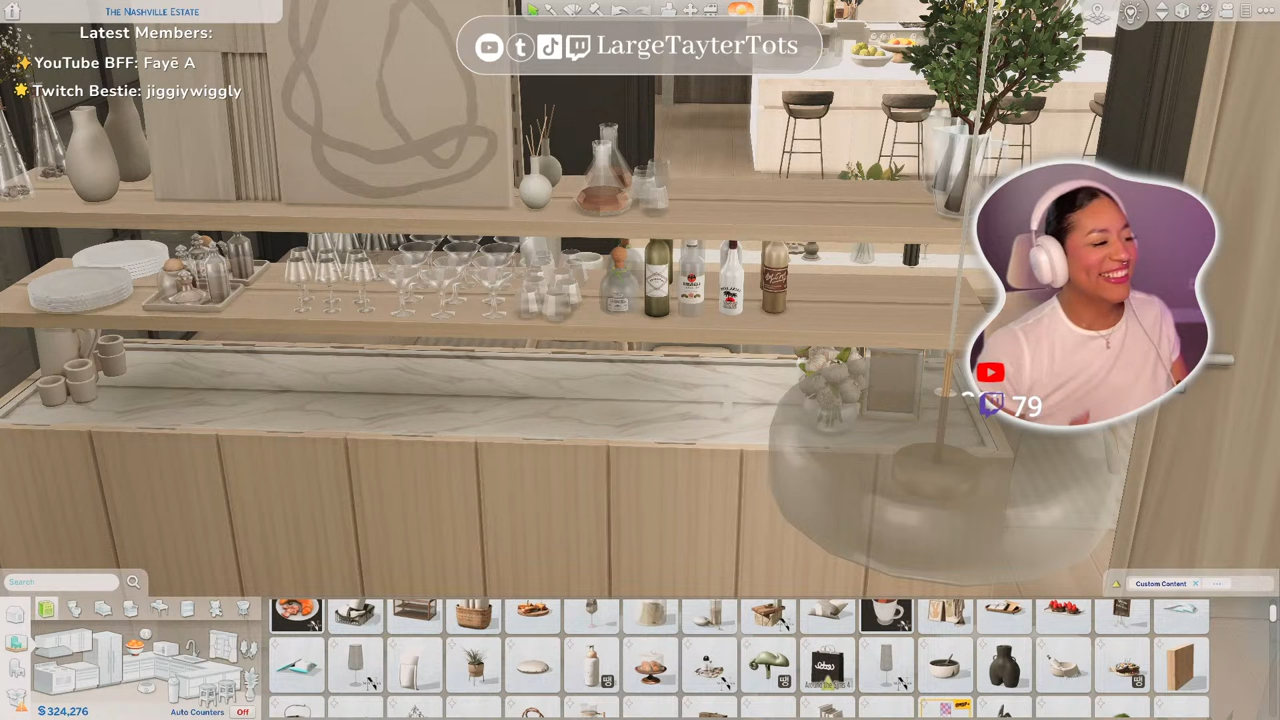 The Nashville Estate
Latest Members:
YouTube BFF: Fayē A
Twitch Bestie: jiggiywiggly
LargeTayterTots
79
Search
Custom Content
$324,276
Auto Counters Off